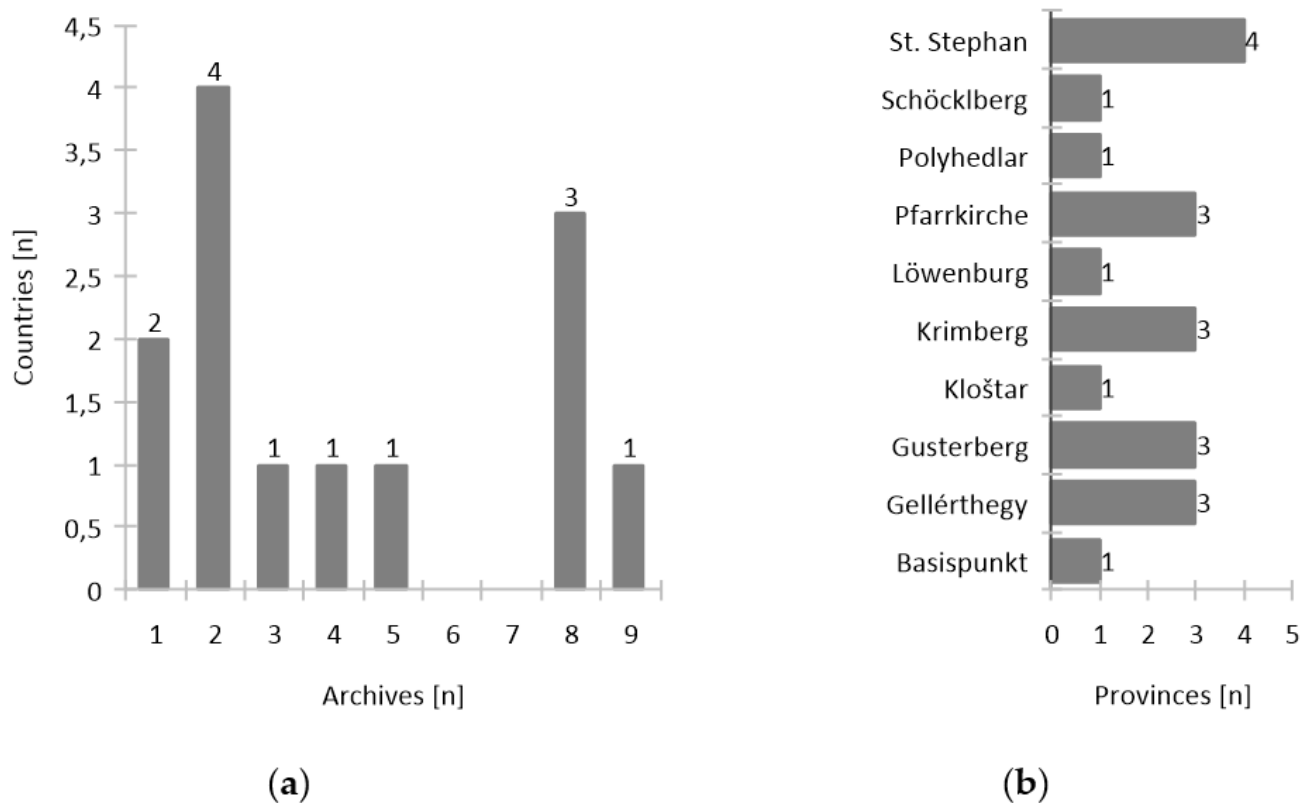 4,5
4
3,5
3
2,5
2
1,5
1
0,5
0
Countries [n]
2
4
1
1
1
3
1
1 2 3 4 5 6 7 8 9
Archives [n]
(a)
St. Stephan 4
Schöcklberg 1
Polyhedlar 1
Pfarrkirche 3
Löwenburg 1
Krimberg 3
Kloštar 1
Gusterberg 3
Gellérthegy 3
Basispunkt 1
0 1 2 3 4 5
Provinces [n]
(b)